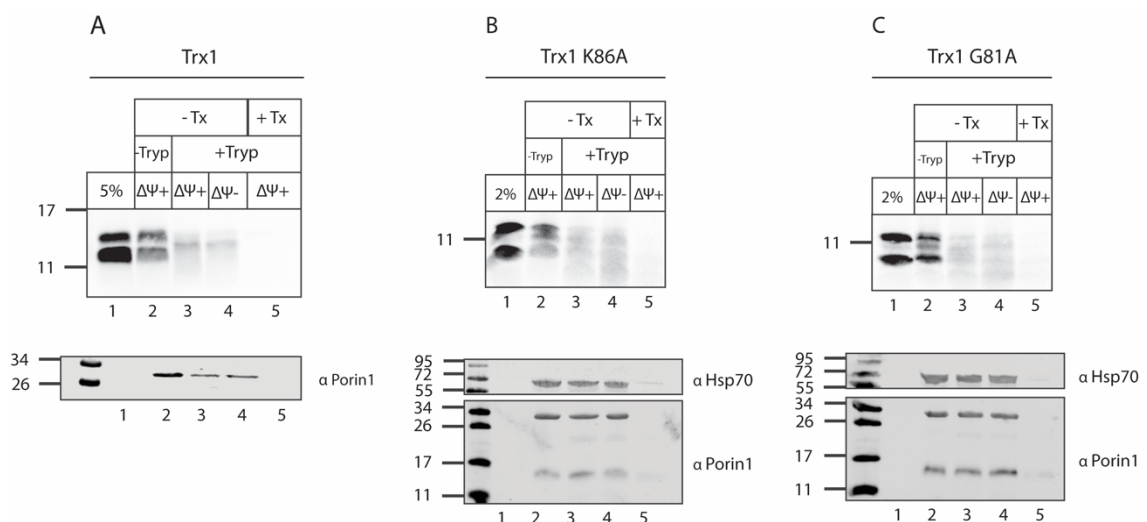 A
Trx1
- Tx
+ Tx
-Tryp
+Tryp
5%
ΔΨ+
ΔΨ+
ΔΨ-
ΔΨ+
17
11
1 2 3 4 5
34
26
α Porin1
1 2 3 4 5
B
Trx1 K86A
- Tx
+ Tx
-Tryp
+Tryp
2%
ΔΨ+
ΔΨ+
ΔΨ-
ΔΨ+
11
1 2 3 4 5
95
72
55
α Hsp70
34
26
17
11
α Porin1
1 2 3 4 5
C
Trx1 G81A
- Tx
+ Tx
-Tryp
+Tryp
2%
ΔΨ+
ΔΨ+
ΔΨ-
ΔΨ+
11
1 2 3 4 5
95
72
55
α Hsp70
34
26
17
11
α Porin1
1 2 3 4 5